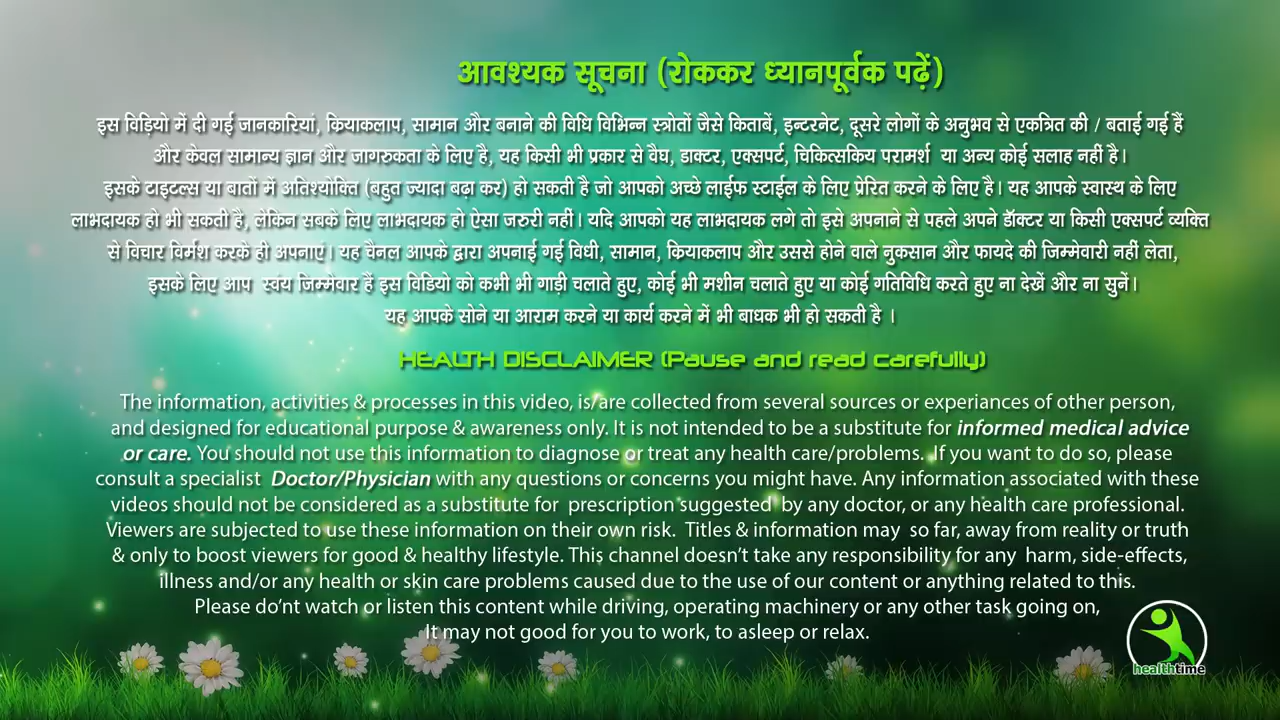 आवश्यक सूचना (रोककर ध्यानपूर्वक पढ़ें)
इस विड़ियो में दी गई जानकारियां, क्रियाकलाप, सामान और बनाने की विधि विभिन्न स्त्रोतों जैसे किताबें, इन्टरनेट, दूसरे लोगों के अनुभव से एकत्रित की / बताई गई हैं
और केवल सामान्य ज्ञान और जागरुकता के लिए है, यह किसी भी प्रकार से वैघ, डाक्टर, एक्सपर्ट, चिकित्सकिय परामर्श या अन्य कोई सलाह नहीं है।
इसके टाइटल्स या बातों में अतिश्योक्ति (बहुत ज्यादा बढ़ा कर) हो सकती है जो आपको अच्छे लाईफ स्टाईल के लिए प्रेरित करने के लिए है। यह आपके स्वास्थ के लिए
लाभदायक हो भी सकती है, लेकिन सबके लिए लाभदायक हो ऐसा जरुरी नहीं। यदि आपको यह लाभदायक लगे तो इसे अपनाने से पहले अपने डॅाक्टर या किसी एक्सपर्ट व्यक्ति
से विचार विर्मश करके ही अपनाएं। यह चैनल आपके द्वारा अपनाई गई विधी, सामान, क्रियाकलाप और उससे होने वाले नुकसान और फायदे की जिम्मेवारी नहीं लेता,
इसके लिए आप स्वंय जिम्मेवार हैं इस विडियो को कभी भी गाड़ी चलाते हुए, कोई भी मशीन चलाते हुए या कोई गतिविधि करते हुए ना देखें और ना सुनें।
यह आपके सोने या आराम करने या कार्य करने में भी बाधक भी हो सकती है ।
HEALTH DISCLAIMER (Pause and read carefully)
The information, activities & processes in this video, is/are collected from several sources or experiances of other person,
and designed for educational purpose & awareness only. It is not intended to be a substitute for informed medical advice
or care. You should not use this information to diagnose or treat any health care/problems. If you want to do so, please
consult a specialist Doctor/Physician with any questions or concerns you might have. Any information associated with these
videos should not be considered as a substitute for prescription suggested by any doctor, or any health care professional.
Viewers are subjected to use these information on their own risk. Titles & information may so far, away from reality or truth
& only to boost viewers for good & healthy lifestyle. This channel doesn't take any responsibility for any harm, side-effects,
illness and/or any health or skin care problems caused due to the use of our content or anything related to this.
Please do'nt watch or listen this content while driving, operating machinery or any other task going on,
It may not good for you to work, to asleep or relax.
healthtime